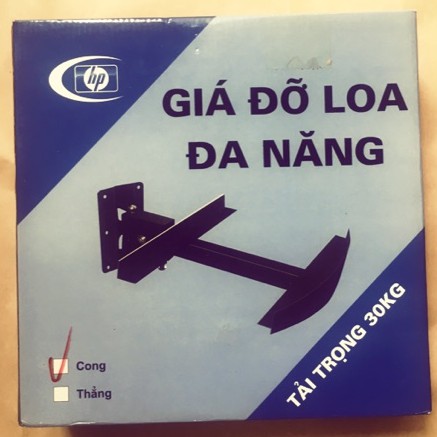 hp
GIÁ ĐỠ LOA
ĐA NĂNG
TẢI TRỌNG 30KG
Cong
Thẳng